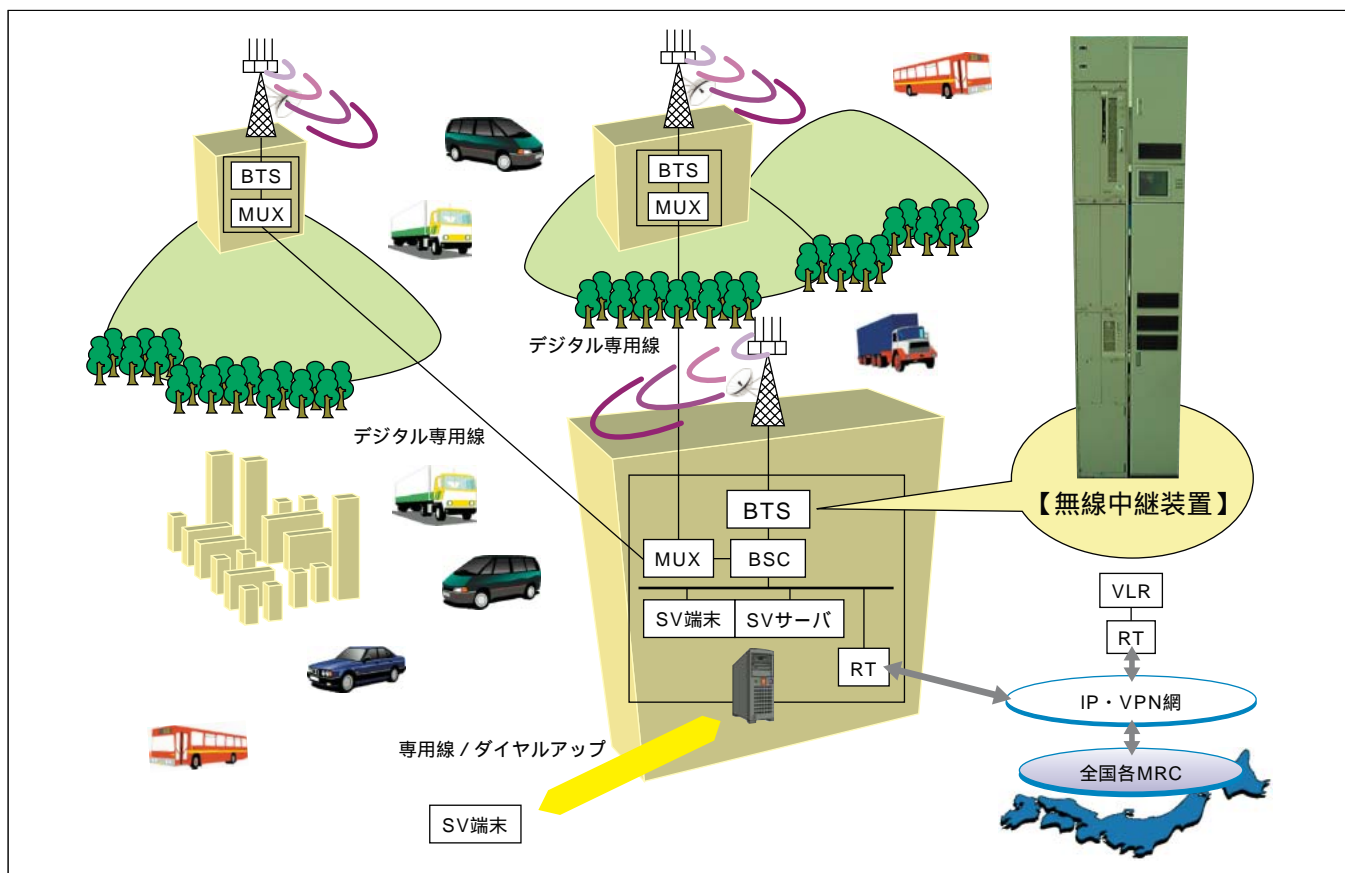 BTS
MUX
BTS
MUX
デジタル専用線
デジタル専用線
BTS
MUX
BSC
SV端末
SVサーバ
RT
【無線中継装置】
VLR
RT
IP・VPN網
全国各MRC
専用線/ダイヤルアップ
SV端末